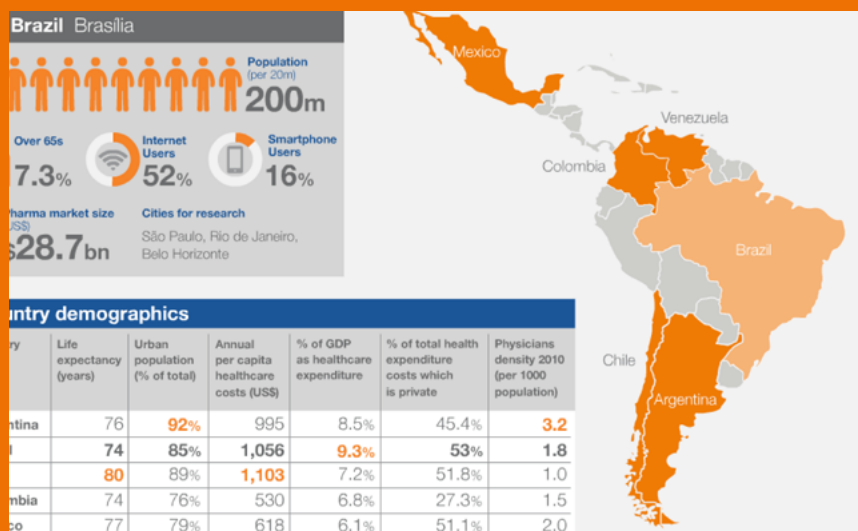 Brazil Brasília
Population
(per 20m)
200m
Over 65s
7.3%
Internet
Users
52%
Smartphone
Users
16%
Pharma market size
(US$)
$28.7bn
Cities for research
São Paulo, Rio de Janeiro,
Belo Horizonte
Mexico
Venezuela
Colombia
Brazil
Chile
Argentina
untry demographics
ry Life expectancy (years) Urban population (% of total) Annual per capita healthcare costs (US$) % of GDP as healthcare expenditure % of total health expenditure costs which is private Physicians density 2010 (per 1000 population)
ntina 76 92% 995 8.5% 45.4% 3.2
l 74 85% 1,056 9.3% 53% 1.8
80 89% 1,103 7.2% 51.8% 1.0
mbia 74 76% 530 6.8% 27.3% 1.5
co 77 79% 618 6.1% 51.1% 2.0